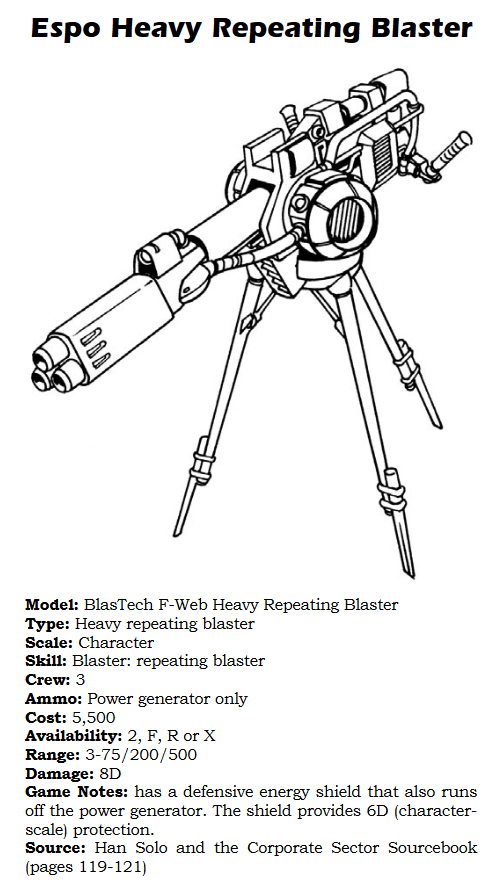 Espo Heavy Repeating Blaster
Model: BlasTech F-Web Heavy Repeating Blaster
Type: Heavy repeating blaster
Scale: Character
Skill: Blaster: repeating blaster
Crew: 3
Ammo: Power generator only
Cost: 5,500
Availability: 2, F, R or X
Range: 3-75/200/500
Damage: 8D
Game Notes: has a defensive energy shield that also runs
off the power generator. The shield provides 6D (character-
scale) protection.
Source: Han Solo and the Corporate Sector Sourcebook
(pages 119-121)